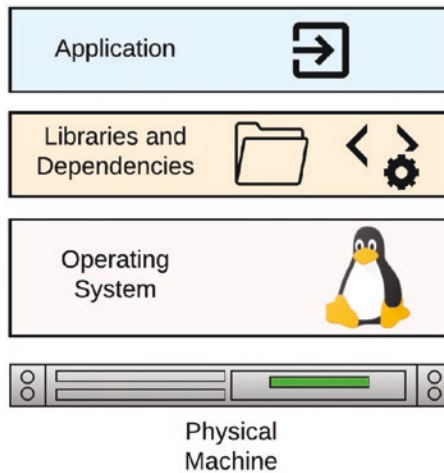 Application
Libraries and
Dependencies
Operating
System
Physical
Machine